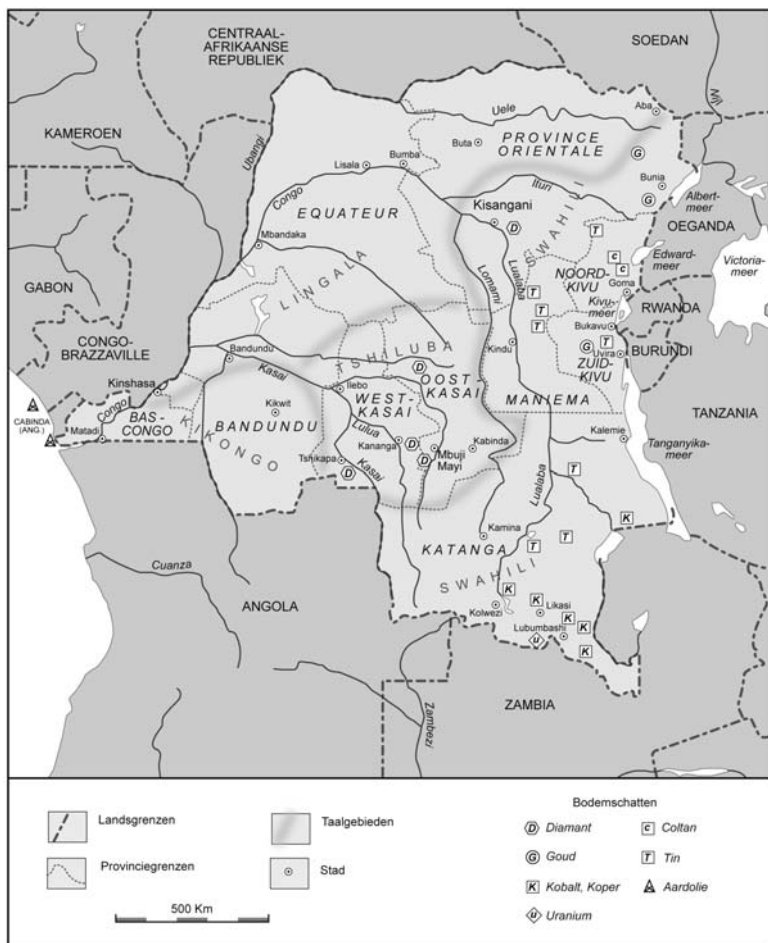 CENTRAAL-
AFRIKAANSE
REPUBLIEK
SOEDAN
Nijl
KAMEROEN
Ubangi
Uele
Aba
Buta
PROVINCE
ORIENTALE
G
Lisala
Bumba
Ituri
Bunia
G
Albert-
meer
Congo
EQUATEUR
Kisangani
D
SWAHILI
T
OEGANDA
Mbandaka
C
C
Edward-
meer
Victoria-
meer
GABON
LINGALA
Lomami
Lualaba
NOORD-
KIVU
Goma
T
T
T
Kivu-
meer
RWANDA
CONGO-
BRAZZAVILLE
Bukavu
Bandundu
TSHILUBA
Kindu
G
T
Uvira
BURUNDI
ZUID-
KIVU
Kinshasa
Kasai
D
OOST-
KASAI
Ilebo
WEST-
KASAI
MANIEMA
TANZANIA
CABINDA
(ANG.)
Congo
BAS-
CONGO
Matadi
KIKONGO
Kikwit
BANDUNDU
Lulua
Kananga
D
D
Mbuji
Mayi
Kabinda
Kalemie
Tanganyika-
meer
Tshikapa
D
Kasai
Lualaba
T
K
Kamina
T
T
KATANGA
SWAHILI
Cuanza
ANGOLA
K
K
Kolwezi
Likasi
K
K
Lubumbashi
u
K
ZAMBIA
Zambezi
Landsgrenzen
Taalgebieden
Provinciegrenzen
Stad
500 Km
Bodemschatten
D Diamant
C Coltan
G Goud
T Tin
K Kobalt, Koper
Aardolie
u Uranium